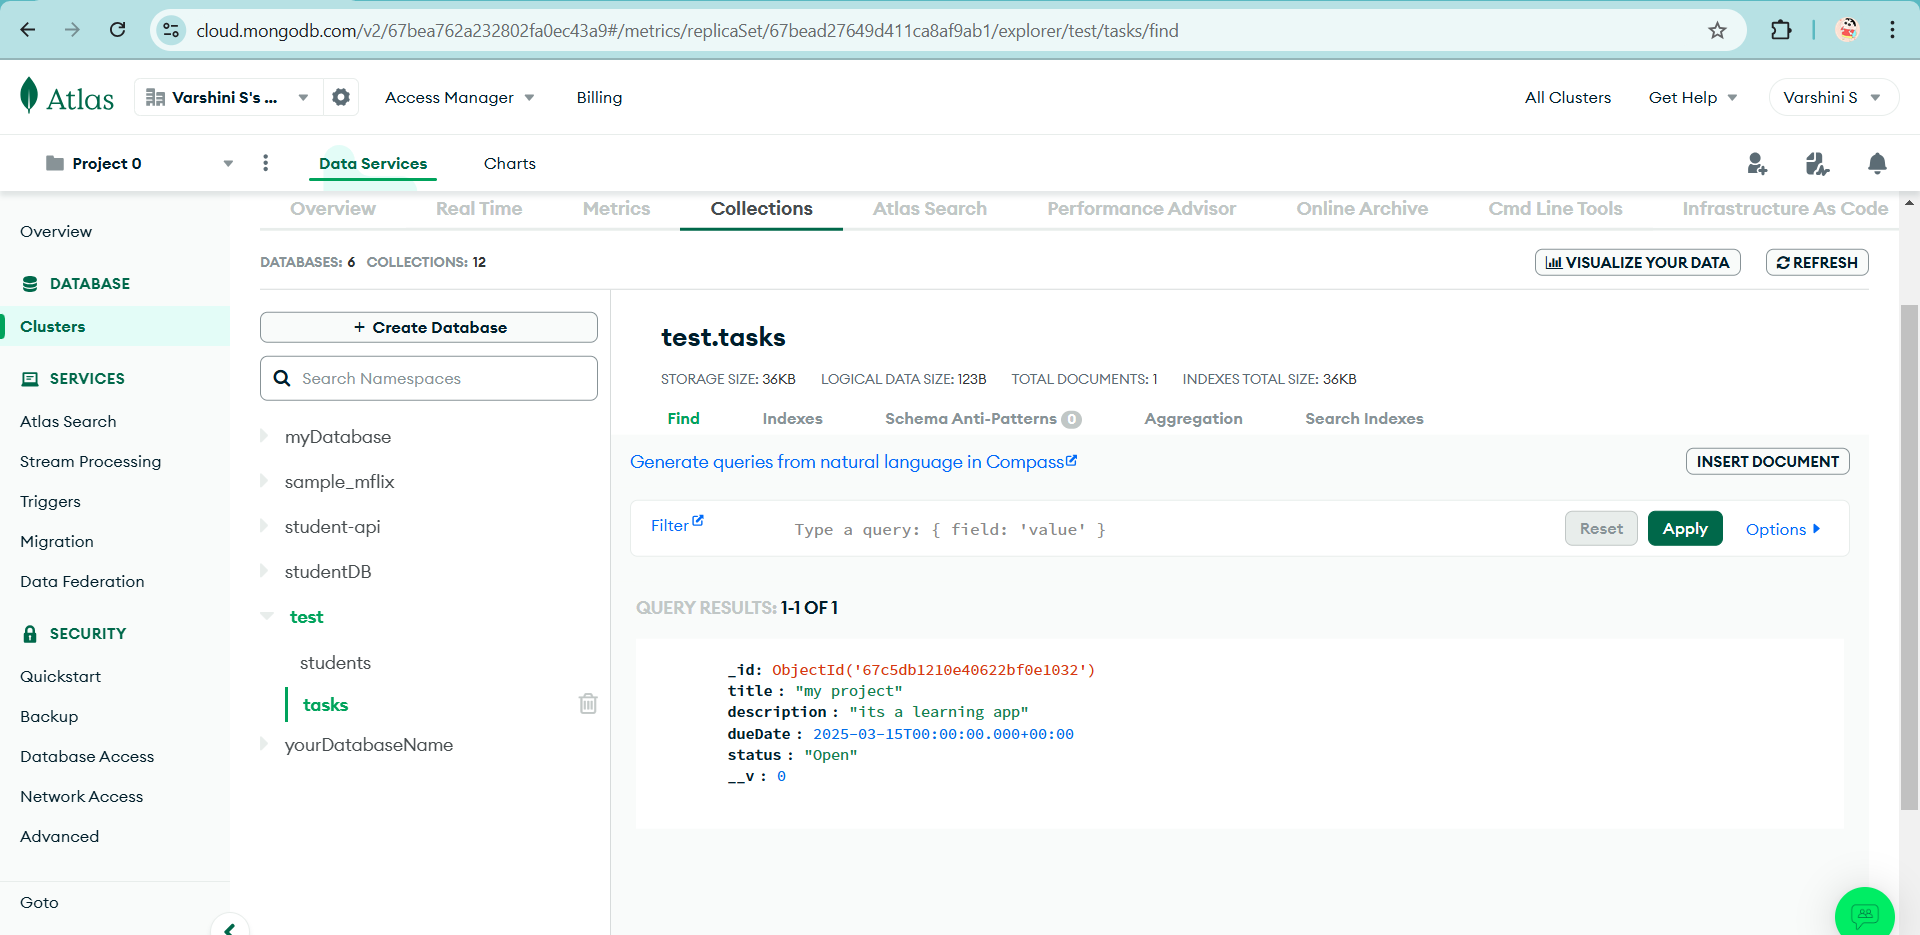 cloud.mongodb.com/v2/67bea762a232802fa0ec43a9#/metrics/replicaSet/67bead27649d411ca8af9ab1/explorer/test/tasks/find
Atlas
Varshini S's ...
Access Manager
Billing
All Clusters
Get Help
Varshini S
Project 0
Data Services
Charts
Overview
Real Time
Metrics
Collections
Atlas Search
Performance Advisor
Online Archive
Cmd Line Tools
Infrastructure As Code
Overview
DATABASE
Clusters
SERVICES
Atlas Search
Stream Processing
Triggers
Migration
Data Federation
SECURITY
Quickstart
Backup
Database Access
Network Access
Advanced
Goto
DATABASES: 6 COLLECTIONS: 12
VISUALIZE YOUR DATA
REFRESH
+ Create Database
Search Namespaces
myDatabase
sample_mflix
student-api
studentDB
test
students
tasks
yourDatabaseName
test.tasks
STORAGE SIZE: 36KB LOGICAL DATA SIZE: 123B TOTAL DOCUMENTS: 1 INDEXES TOTAL SIZE: 36KB
Find
Indexes
Schema Anti-Patterns 0
Aggregation
Search Indexes
Generate queries from natural language in Compass
INSERT DOCUMENT
Filter
Type a query: { field: 'value' }
Reset
Apply
Options
QUERY RESULTS: 1-1 OF 1
_id: ObjectId('67c5db1210e40622bf0e1032')
title : "my project"
description : "its a learning app"
dueDate : 2025-03-15T00:00:00.000+00:00
status : "Open"
__v : 0